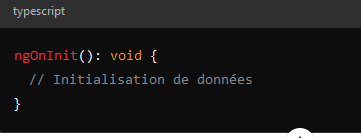 typescript
ngOnInit(): void {
// Initialisation de données
}